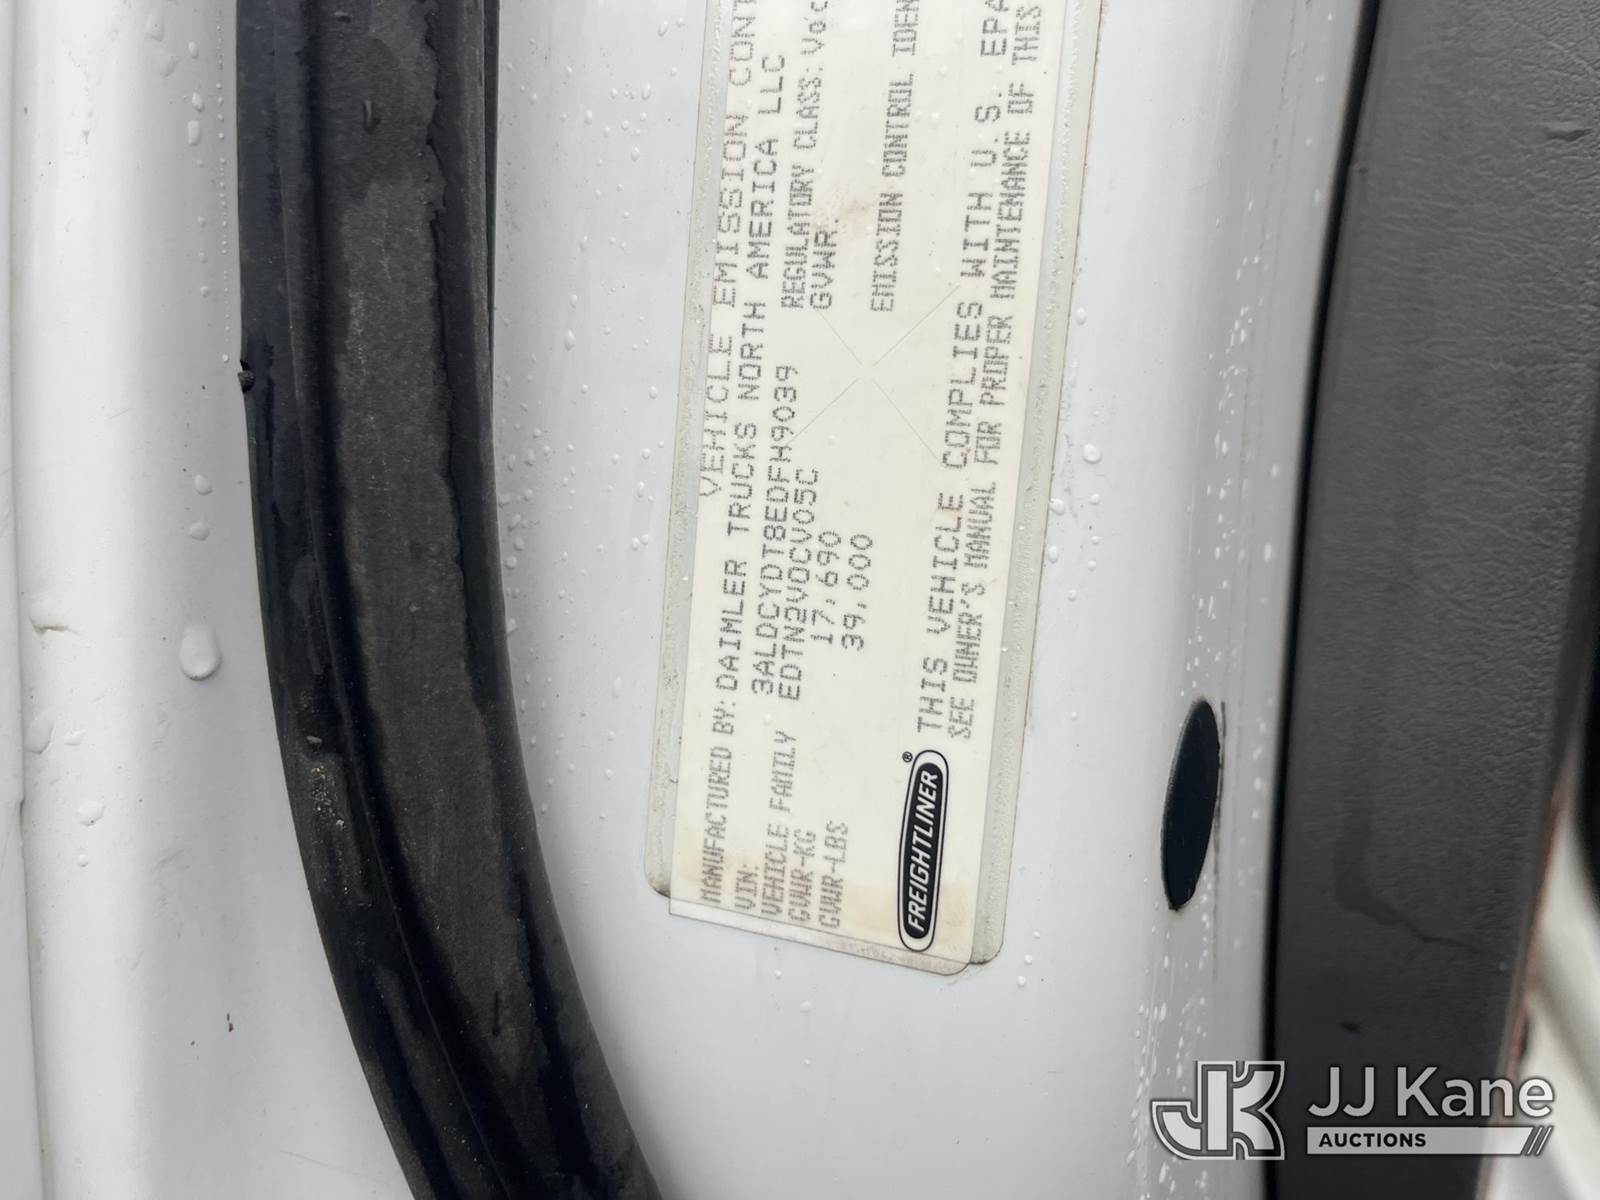 VEHICLE EMISSION CONT
MANUFACTURED BY: DAIMLER TRUCKS NORTH AMERICA LLC
VIN: 3ALDCYDT8EDFH9039
VEHICLE FAMILY EDTN2VOCV05C REGULATORY CLASS: Voc
GVWR-KG 17,690 GVWR.
GVWR-LBS 39,000
EMISSION CONTROL IDEN
THIS VEHICLE COMPLIES WITH U.S. EPA
SEE OWNER'S MANUAL FOR PROPER MAINTENANCE OF THIS
FREIGHTLINER®
JJ Kane
AUCTIONS